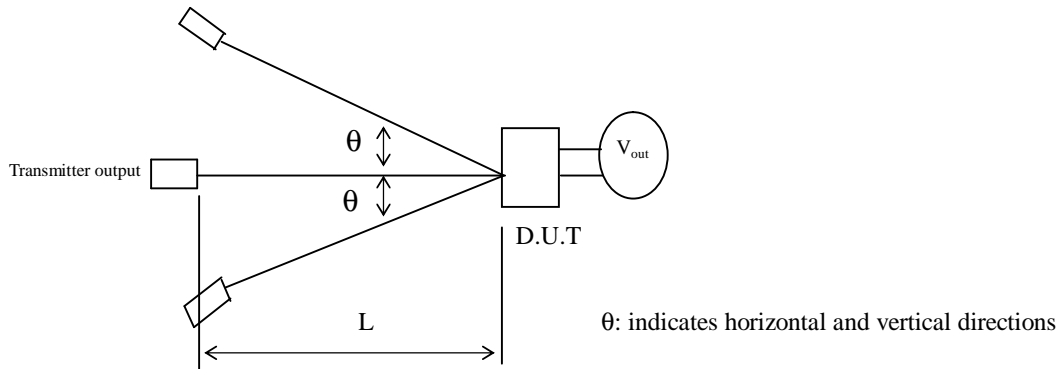 θ
V_out
Transmitter output
θ
D.U.T
L
θ: indicates horizontal and vertical directions